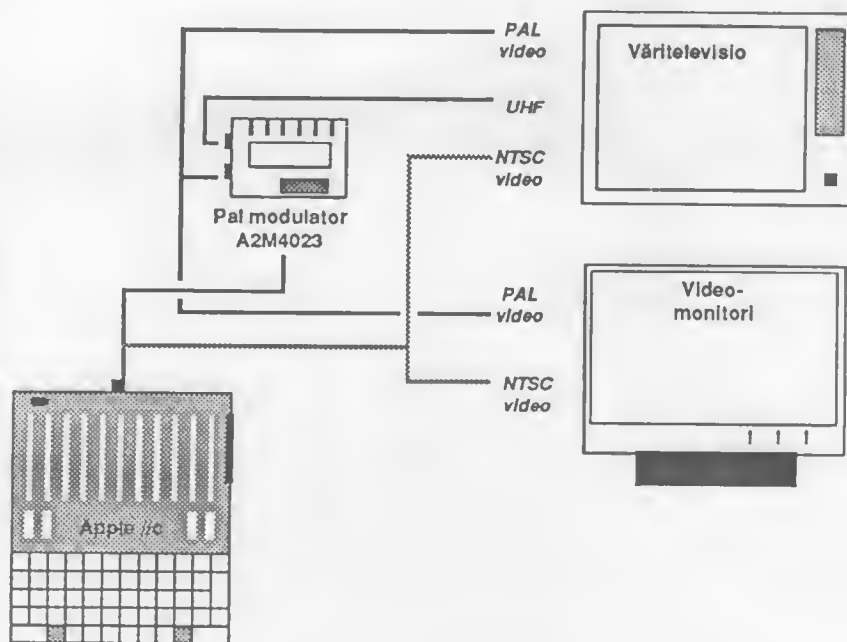 PAL
video
Väritelevisio
UHF
NTSC
video
Pal modulator
A2M4023
PAL
video
Video-
monitori
NTSC
video
Apple //c